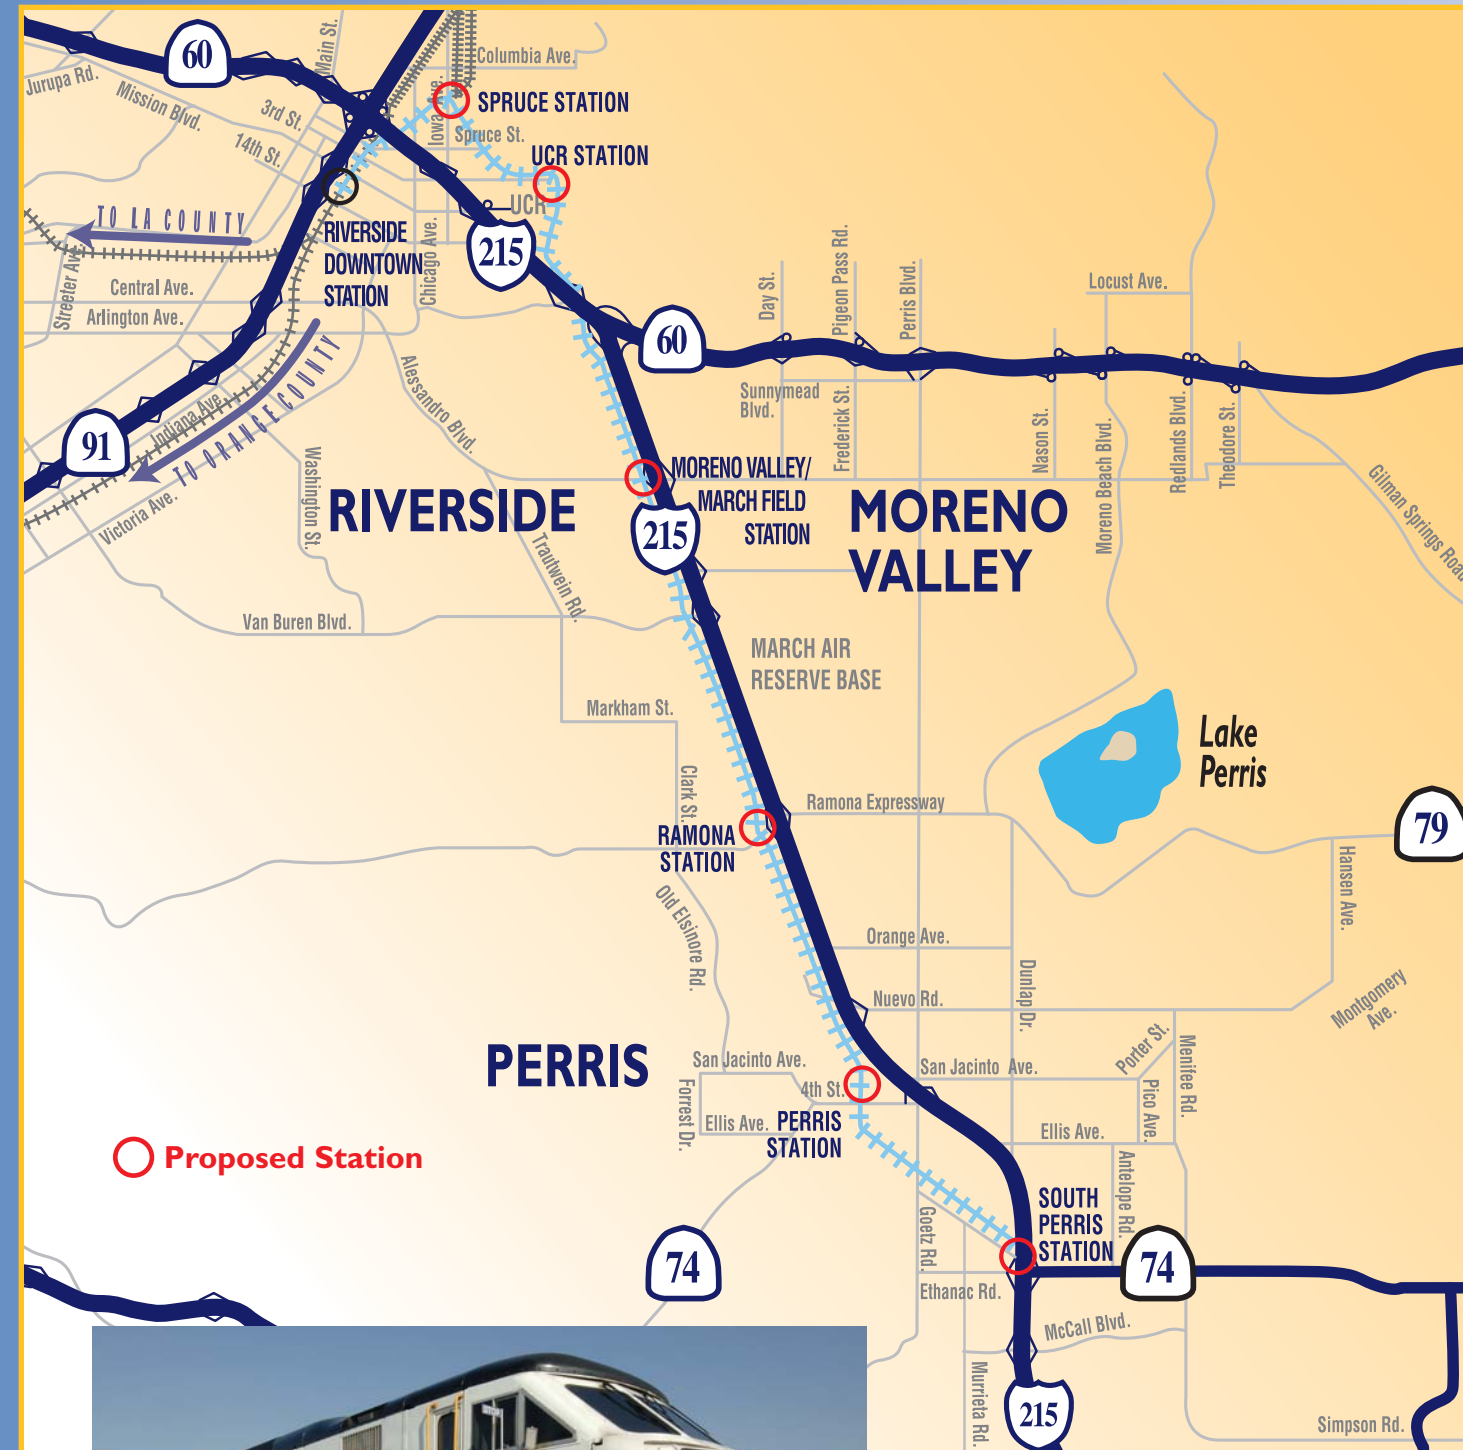 60
Main St.
Columbia Ave.
Jurupa Rd.
Mission Blvd.
3rd St.
Iowa Ave.
SPRUCE STATION
14th St.
Spruce St.
UCR STATION
UCR
TO LA COUNTY
RIVERSIDE
DOWNTOWN
STATION
Chicago Ave.
215
Streeter Ave.
Central Ave.
Arlington Ave.
Day St.
Pigeon Pass Rd.
Perris Blvd.
Locust Ave.
60
TO ORANGE COUNTY
Alessandro Blvd.
Sunnymead
Blvd.
Frederick St.
Nason St.
Moreno Beach Blvd.
Redlands Blvd.
Theodore St.
91
Indiana Ave.
Victoria Ave.
Washington St.
RIVERSIDE
MORENO VALLEY/
MARCH FIELD
STATION
215
MORENO
VALLEY
Gilman Springs Road
Trautwein Rd.
Van Buren Blvd.
MARCH AIR
RESERVE BASE
Markham St.
Lake
Perris
Clark St.
Ramona Expressway
RAMONA
STATION
79
Hansen Ave.
Old Elsinore Rd.
Orange Ave.
Dunlap Dr.
Nuevo Rd.
Montgomery
Ave.
PERRIS
San Jacinto Ave.
San Jacinto Ave.
Porter St.
Menifee Rd.
Forrest Dr.
4th St.
Pico Ave.
Ellis Ave.
PERRIS
STATION
Ellis Ave.
Proposed Station
Antelope Rd.
SOUTH
PERRIS
STATION
Goetz Rd.
74
74
Ethanac Rd.
McCall Blvd.
Murrieta Rd.
215
Simpson Rd.